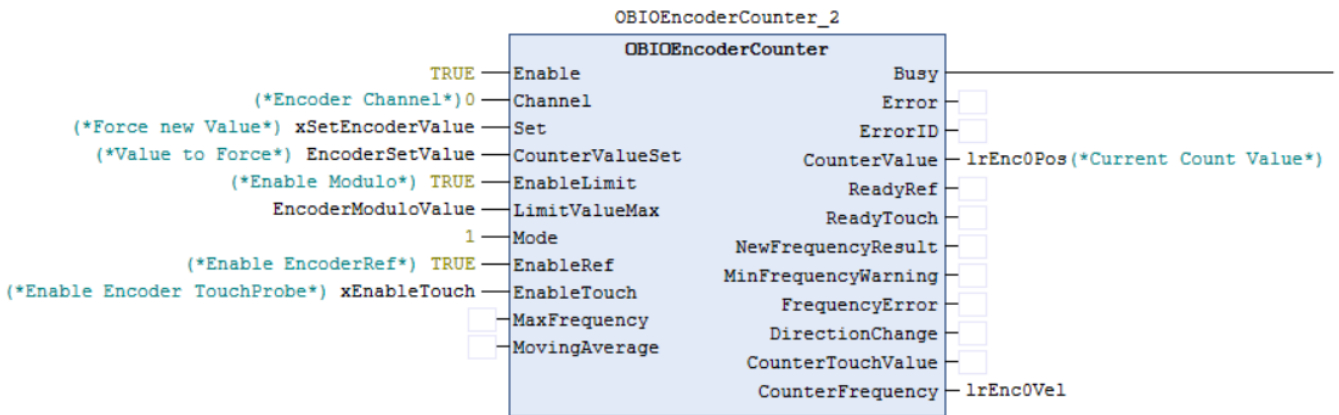 OBIOEncoderCounter_2
OBIOEncoderCounter
TRUE Enable Busy
(*Encoder Channel*)0 Channel Error
(*Force new Value*) xSetEncoderValue Set ErrorID
(*Value to Force*) EncoderSetValue CounterValueSet CounterValue lrEnc0Pos(*Current Count Value*)
(*Enable Modulo*) TRUE EnableLimit ReadyRef
EncoderModuloValue LimitValueMax ReadyTouch
1 Mode NewFrequencyResult
(*Enable EncoderRef*) TRUE EnableRef MinFrequencyWarning
(*Enable Encoder TouchProbe*) xEnableTouch EnableTouch FrequencyError
MaxFrequency DirectionChange
MovingAverage CounterTouchValue
CounterFrequency lrEnc0Vel